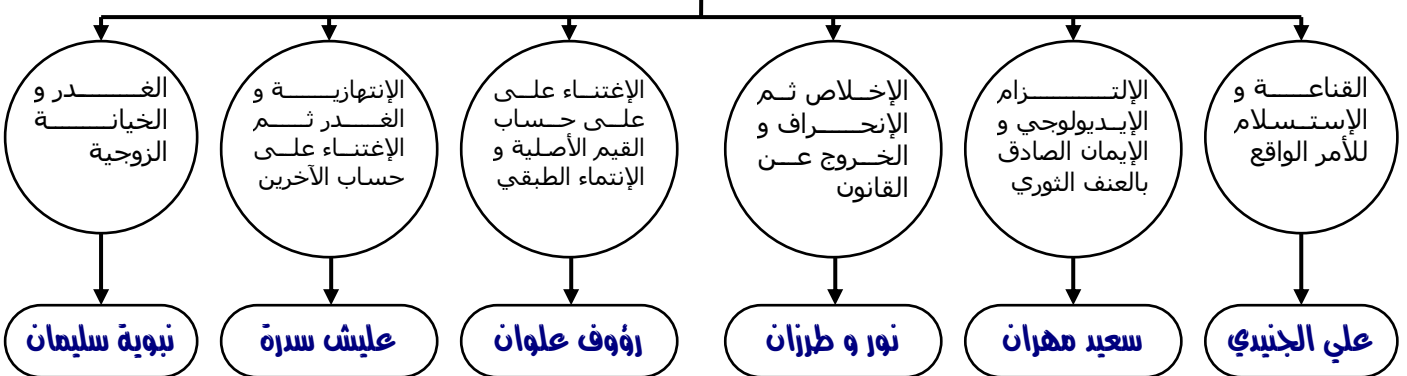 القناعة و
الإستسلام
للأمر الواقع
الإلتزام
الإيديولوجي و
الإيمان الصادق
بالعنف الثوري
الإخلاص ثم
الإنحراف و
الخروج عن
القانون
الإغتناء على
على حساب
القيم الأصلية و
الإنتماء الطبقي
الإنتهازية و
الغدر ثم
الإغتناء على
حساب الآخرين
الغدر و
الخيانة
الزوجية
علي الجنيدي
سعيد مهران
نور و طرزان
رؤوف علوان
عليش سدرة
نبوية سليمان